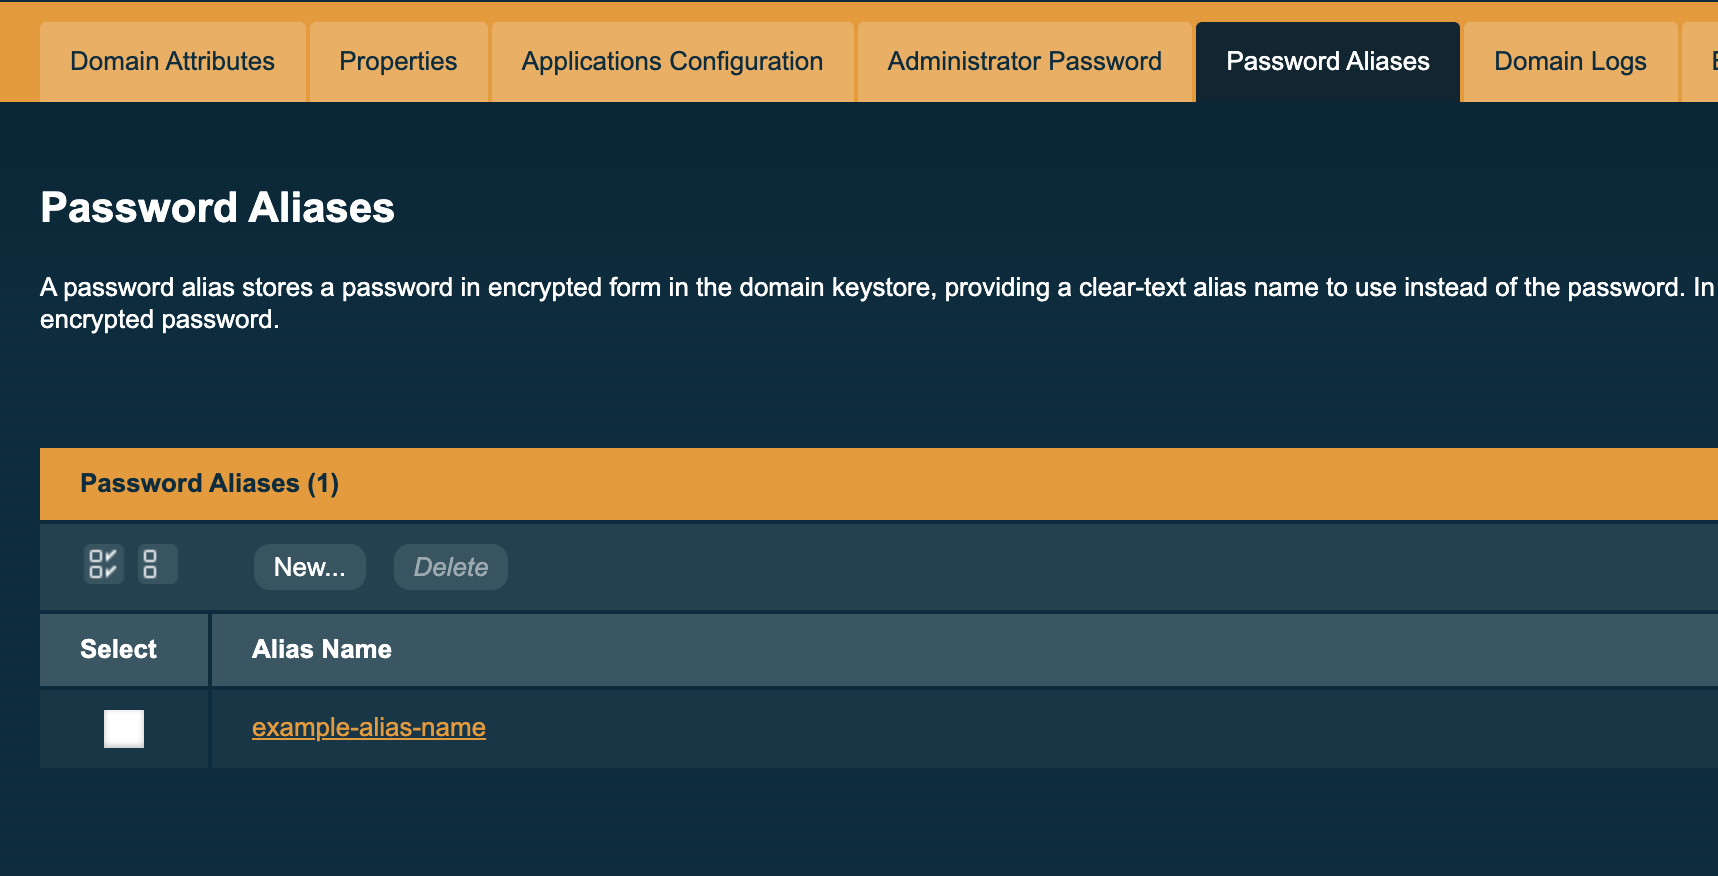 Domain Attributes Properties Applications Configuration Administrator Password Password Aliases Domain Logs
Password Aliases
A password alias stores a password in encrypted form in the domain keystore, providing a clear-text alias name to use instead of the password. In
encrypted password.
Password Aliases (1)
New... Delete
Select Alias Name
example-alias-name